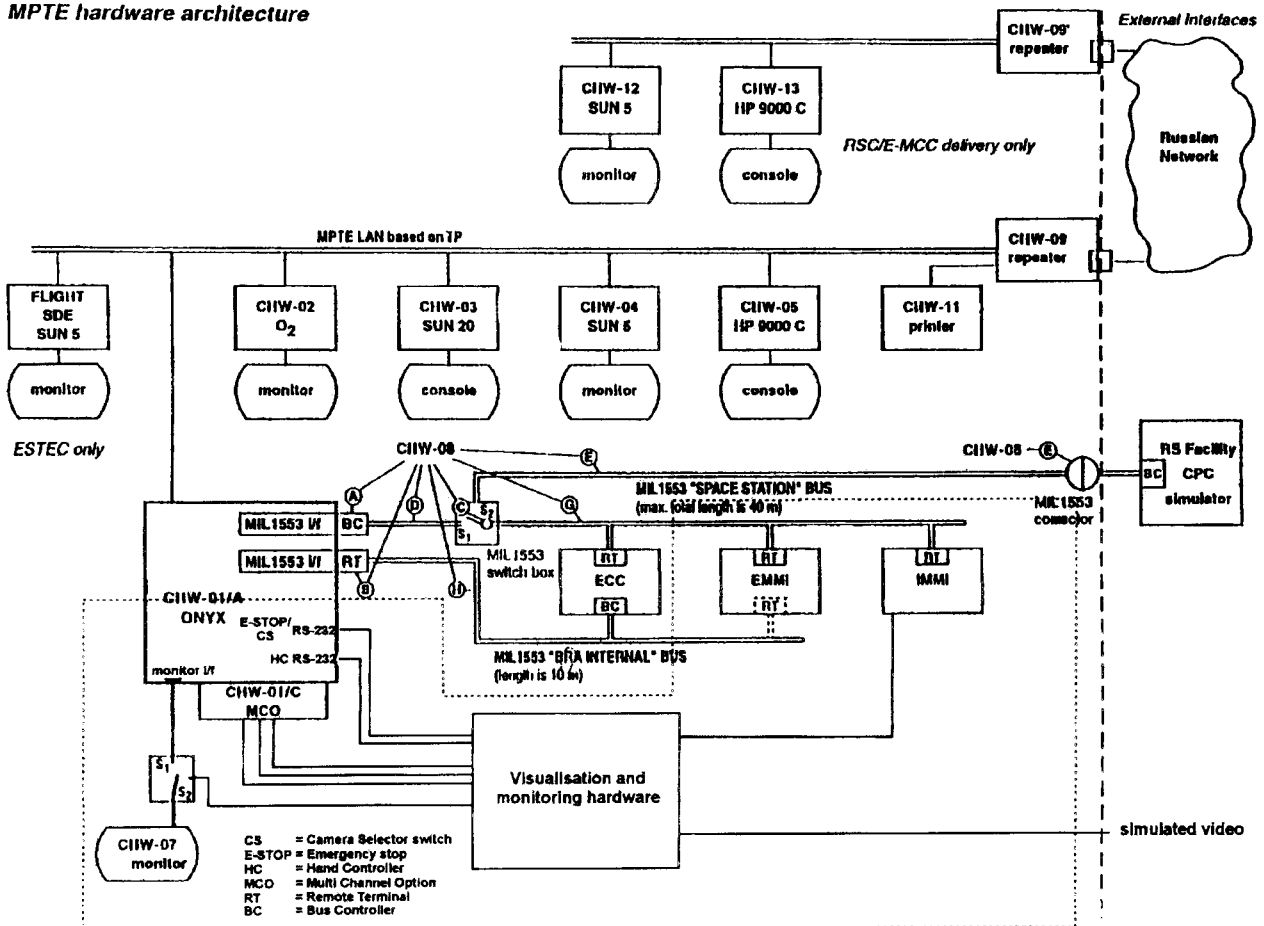 MPTE hardware architecture
External Interfaces
CHW-09'
repeater
CHW-12
SUN 5
CHW-13
HP 9000 C
RSC/E-MCC delivery only
monitor
console
Russian
Network
MPTE LAN based on TP
CHW-09
repeater
FLIGHT
SDE
SUN 5
CHW-02
O2
CHW-03
SUN 20
CHW-04
SUN 5
CHW-05
HP 9000 C
CHW-11
printer
monitor
monitor
console
monitor
console
ESTEC only
CHW-08
E
CHW-08
E
RS Facility
BC
CPC
simulator
A
D
C
S2
S1
G
MIL1553 "SPACE STATION" BUS
(max. total length is 40 m)
MIL1553
connector
MIL1553 I/f
BC
MIL1553 I/f
RT
B
H
MIL1553
switch box
RT
ECC
BC
RT
EMMI
RT
RT
IMMI
CHW-01/A
ONYX
E-STOP/
CS
RS-232
HC RS-232
monitor I/f
MIL1553 "ERA INTERNAL" BUS
(length is 10 m)
CHW-01/C
MCO
S1
S2
CHW-07
monitor
Visualisation and
monitoring hardware
simulated video
CS = Camera Selector switch
E-STOP = Emergency stop
HC = Hand Controller
MCO = Multi Channel Option
RT = Remote Terminal
BC = Bus Controller